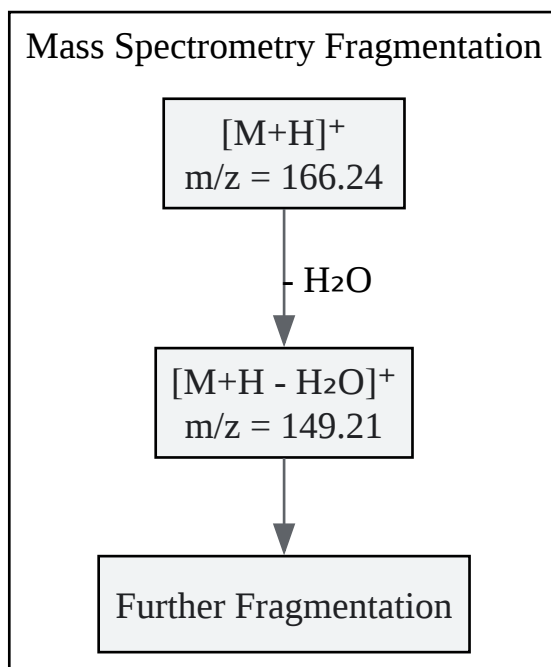 Mass Spectrometry Fragmentation
[M+H]⁺
m/z = 166.24
- H₂O
[M+H - H₂O]⁺
m/z = 149.21
Further Fragmentation